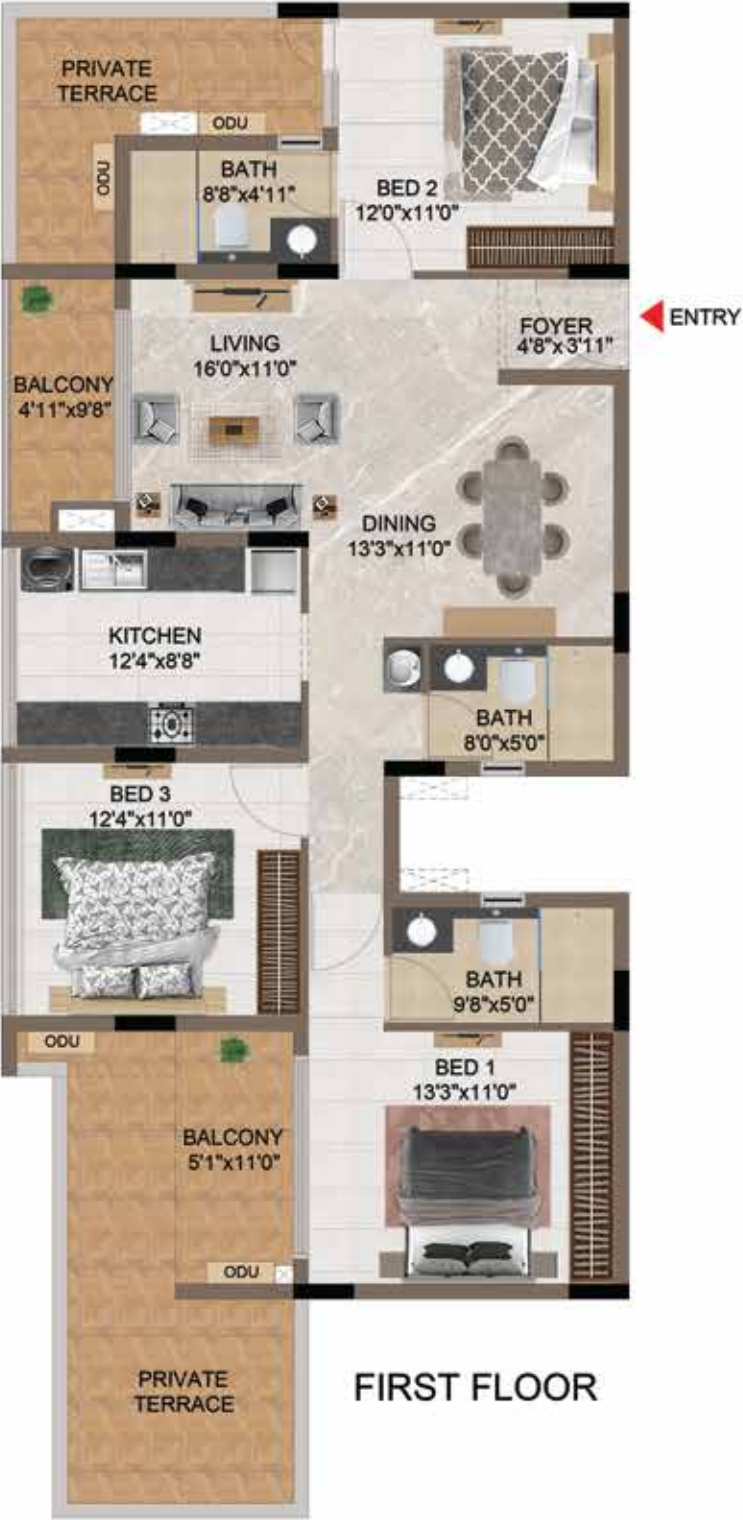 PRIVATE
TERRACE
ODU
ODU
BATH
8'8"x4'11"
BED 2
12'0"x11'0"
FOYER
4'8"x 3'11"
ENTRY
LIVING
16'0"x11'0"
BALCONY
4'11"x9'8"
DINING
13'3"x11'0"
KITCHEN
12'4"x8'8"
BATH
8'0"x5'0"
BED 3
12'4"x11'0"
BATH
9'8"x5'0"
ODU
BED 1
13'3"x11'0"
BALCONY
5'1"x11'0"
ODU
PRIVATE
TERRACE
FIRST FLOOR